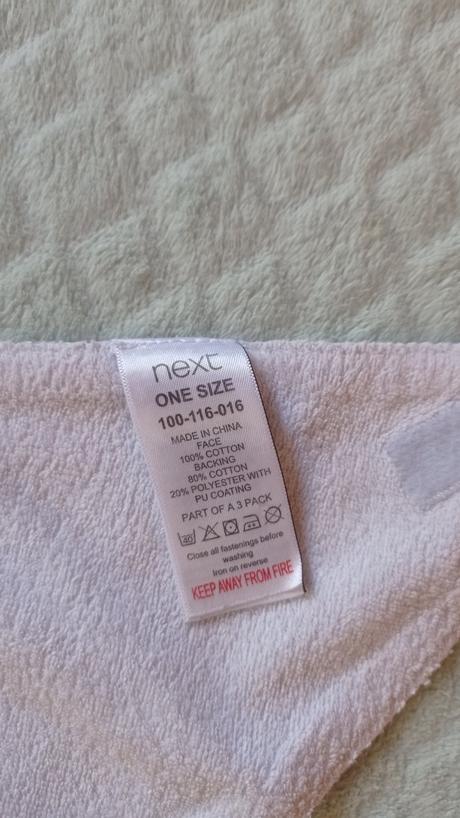 next
ONE SIZE
100-116-016
MADE IN CHINA
FACE
100% COTTON
BACKING
80% COTTON
20% POLYESTER WITH
PU COATING
PART OF A 3 PACK
40
Close all fastenings before
washing
Iron on reverse
KEEP AWAY FROM FIRE